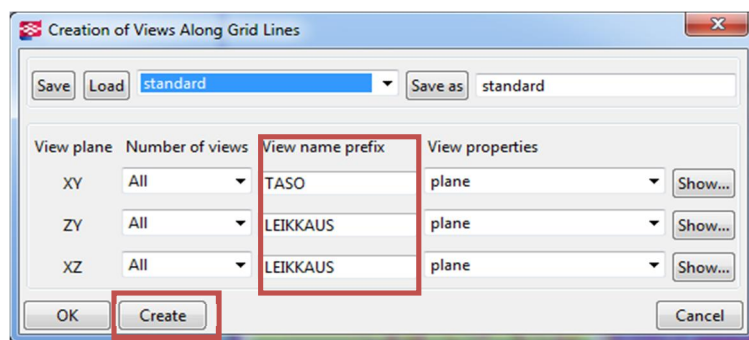 Creation of Views Along Grid Lines
Save Load standard Save as standard
View plane Number of views View name prefix View properties
XY All TASO plane Show...
ZY All LEIKKAUS plane Show...
XZ All LEIKKAUS plane Show...
OK Create Cancel